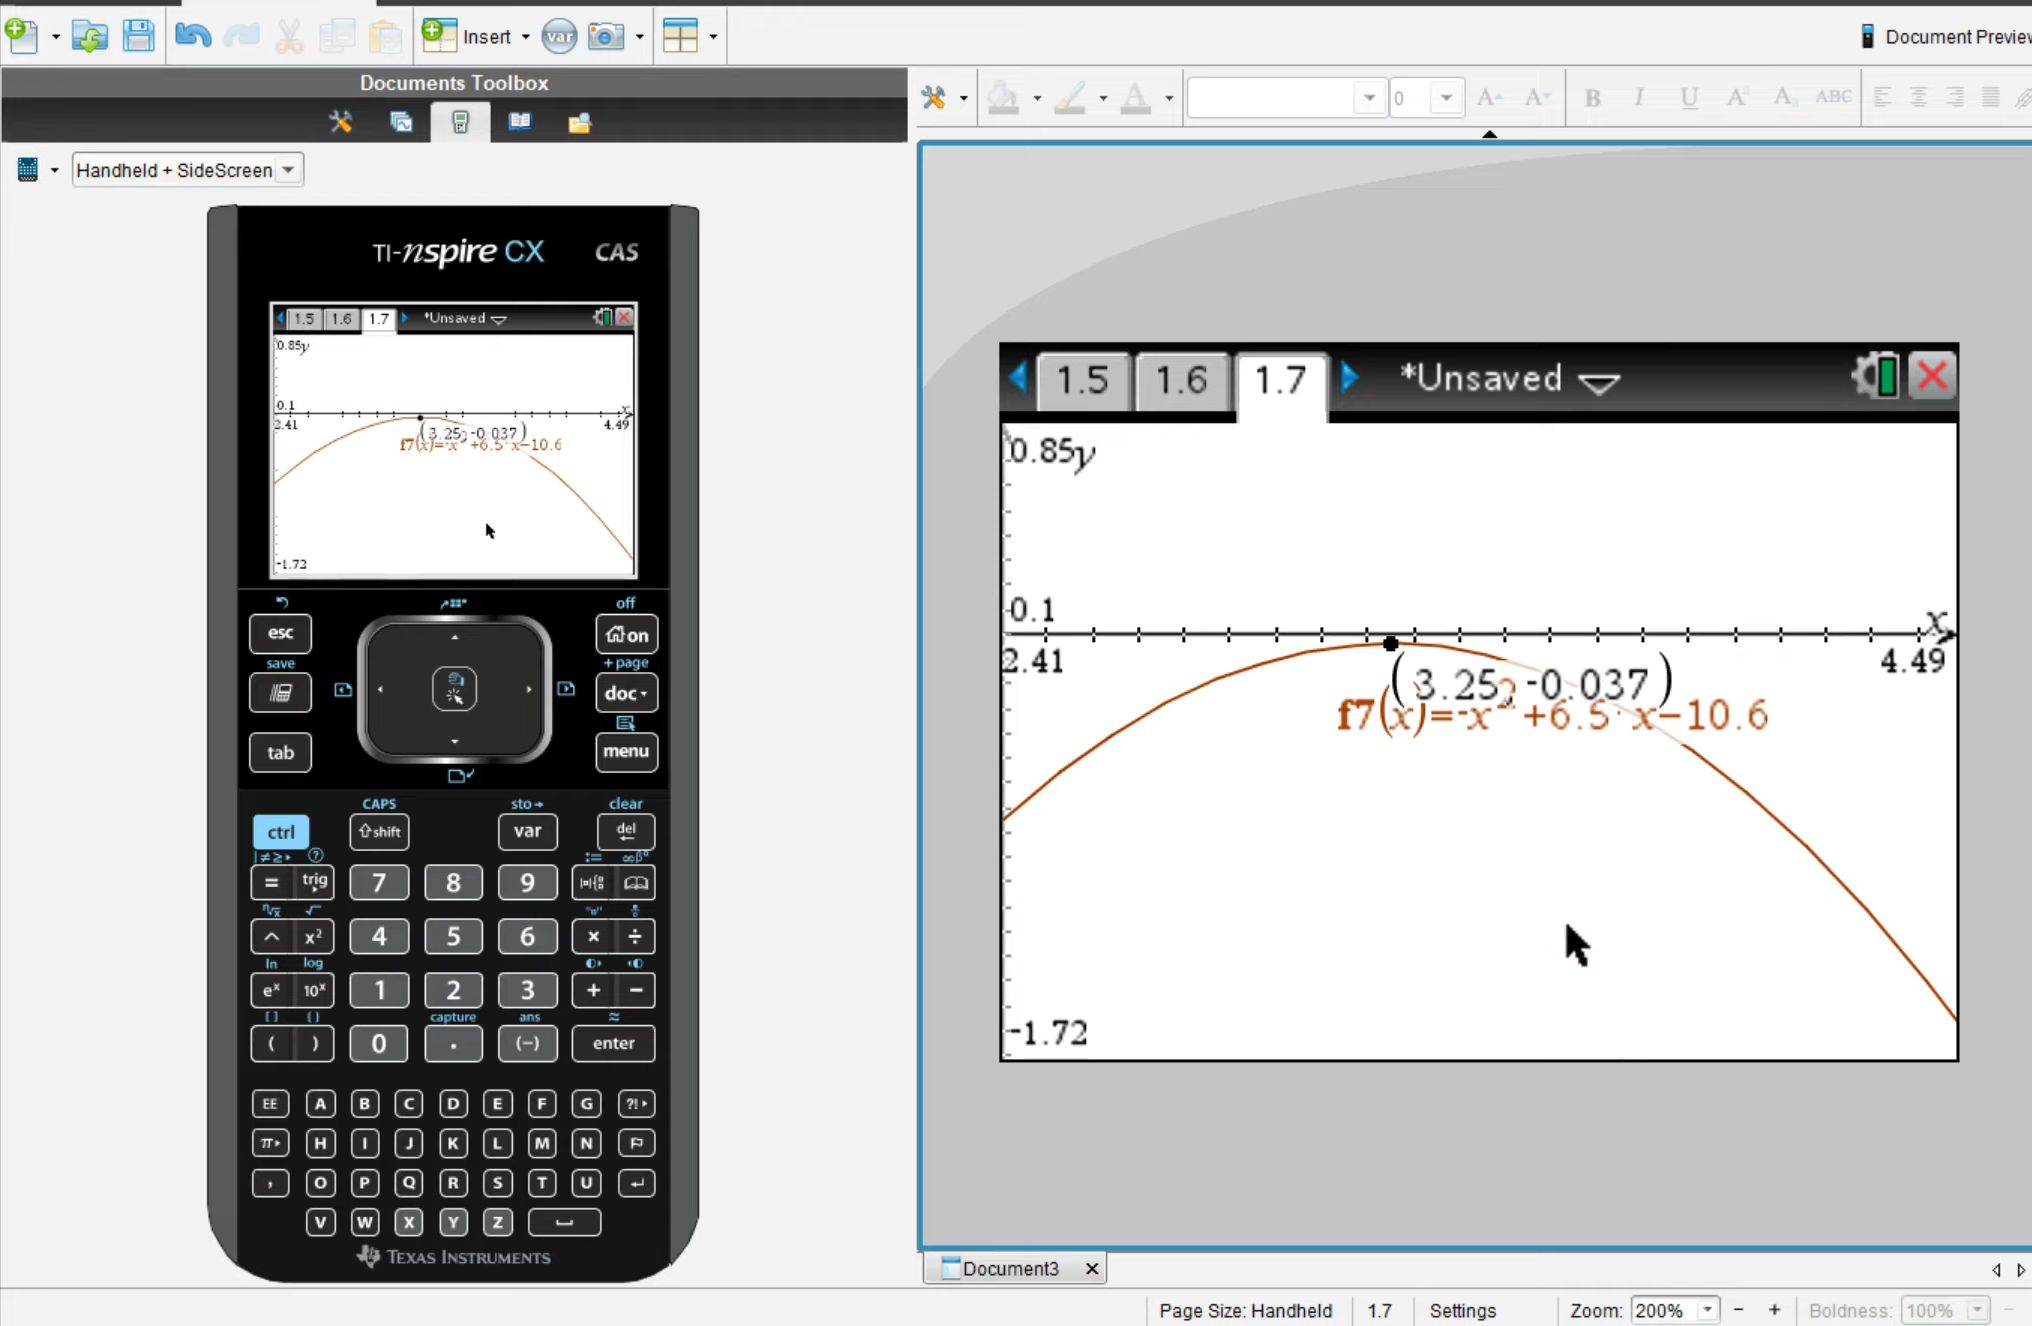 Insert
var
Document Preview
Documents Toolbox
0
A A B I U A A ABC
Handheld + SideScreen
TI-nspire CX CAS
1.5 1.6 1.7 *Unsaved
0.85 y
0.1 x
2.41 4.49
(3.25, -0.037)
f7(x)=-x²+6.5·x−10.6
-1.72
off
esc on
save +page
doc
tab menu
CAPS sto→ clear
ctrl shift var del
|≠≥▸ ? := ∞β°
= trig 7 8 9
ⁿ√x √
^ x² 4 5 6 × ÷
ln log
eˣ 10ˣ 1 2 3 + −
[ ] { } capture ans ≈
( ) 0 . (−) enter
EE A B C D E F G ?!▸
π▸ H I J K L M N
, O P Q R S T U
V W X Y Z
TEXAS INSTRUMENTS
1.5 1.6 1.7 *Unsaved
0.85 y
0.1 x
2.41 4.49
(3.25, -0.037)
f7(x)=-x²+6.5·x−10.6
-1.72
Document3
Page Size: Handheld 1.7 Settings Zoom: 200% − + Boldness: 100%